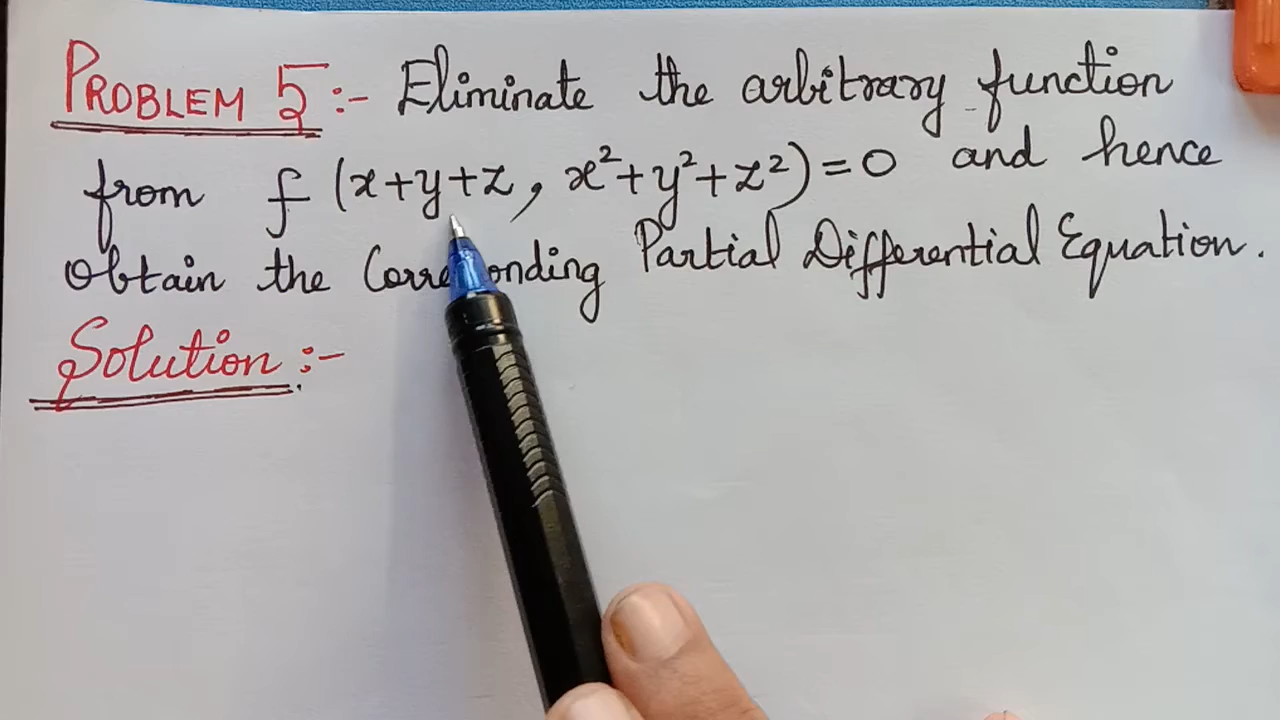 PROBLEM 5:- Eliminate the arbitrary function
from f (x+y+z, x²+y²+z²) = 0 and hence
Obtain the Partial Differential Equation.
Solution :-